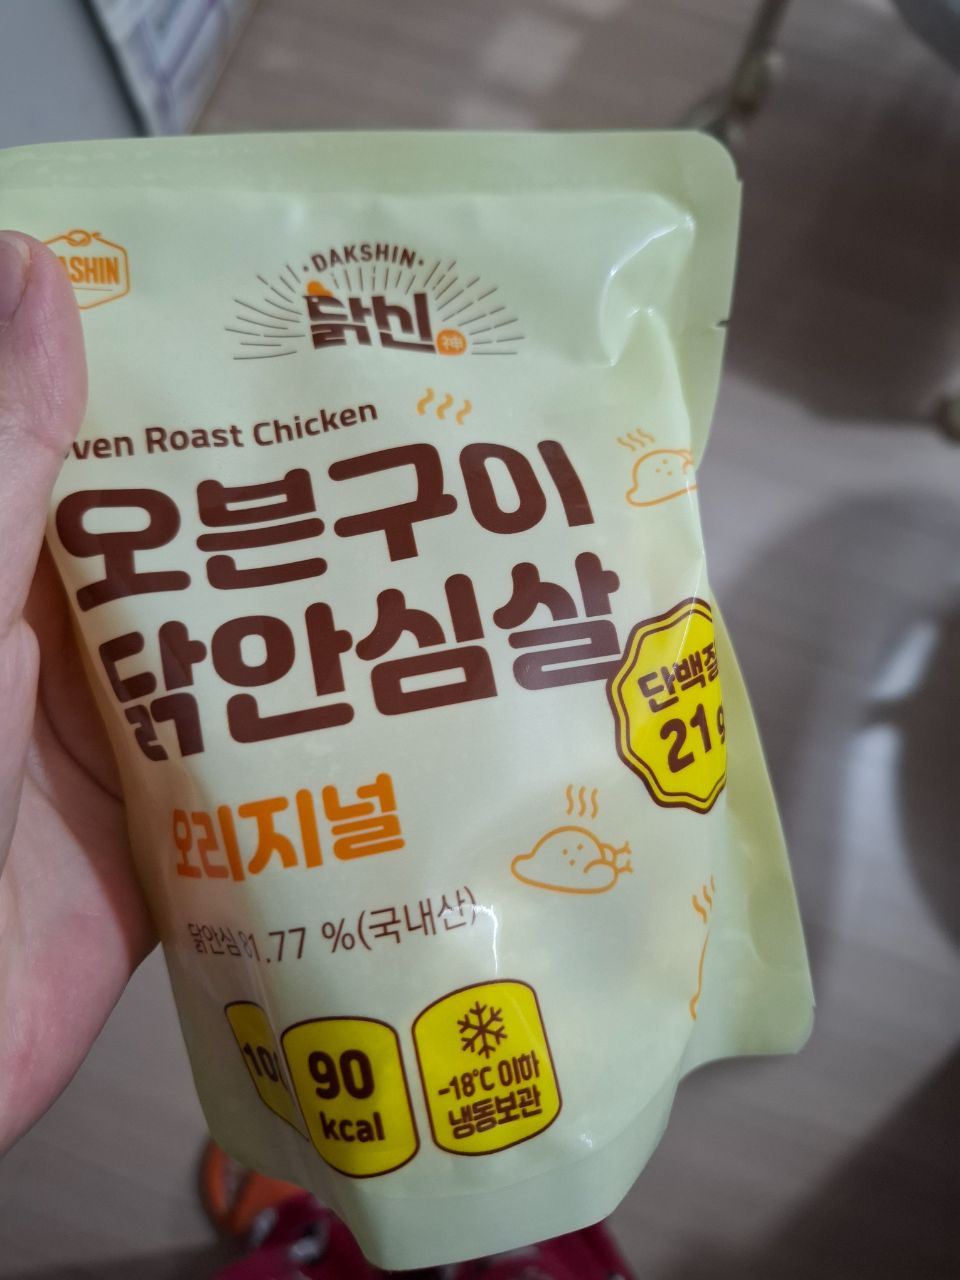 DAKSHIN
닭신
神
Roast Chicken
오븐구이
닭안심살
단백질
21g
오리지널
닭안심 81.77 %(국내산)
90
kcal
-18℃ 이하
냉동보관